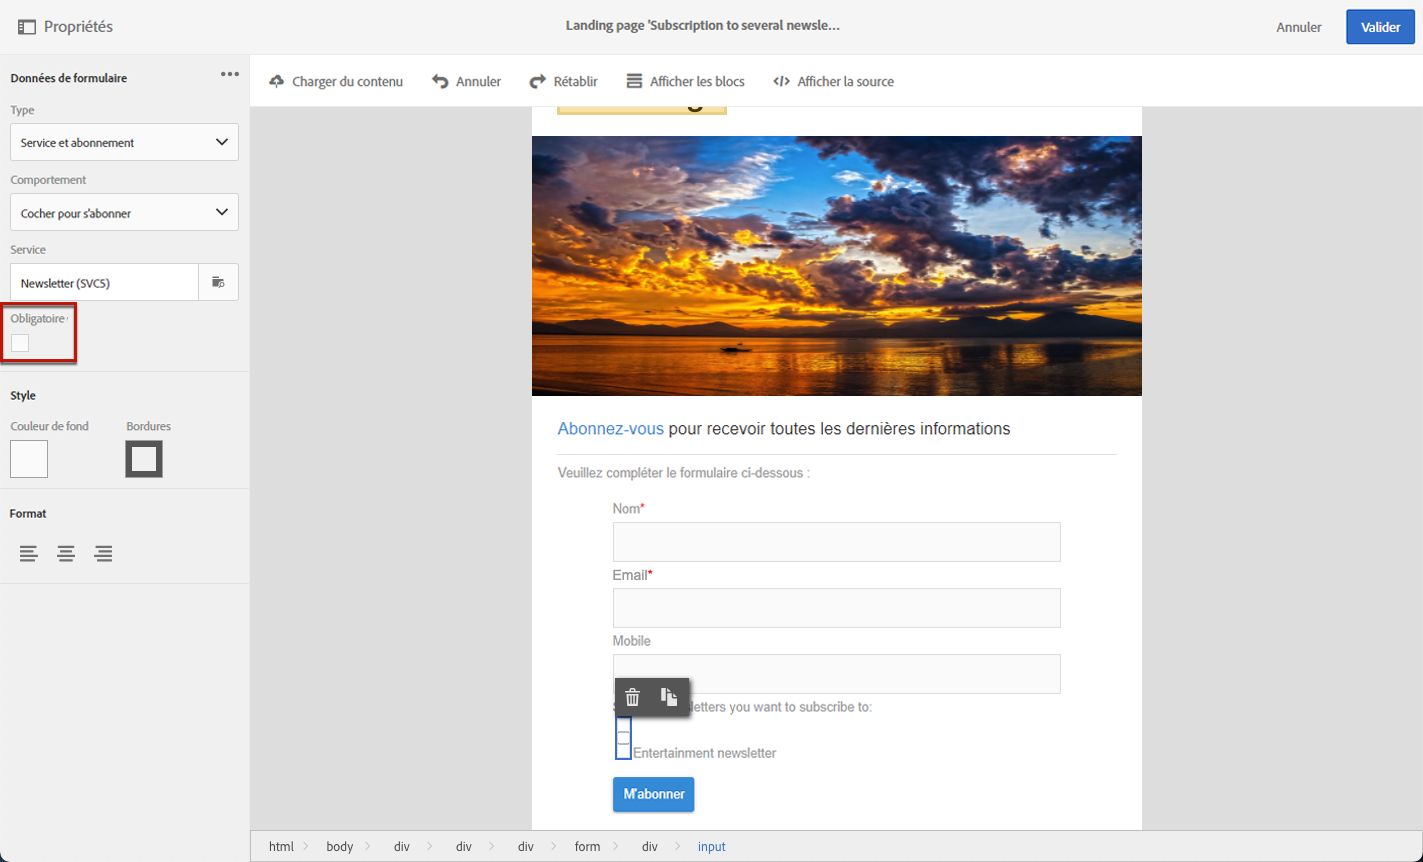 Propriétés
Landing page 'Subscription to several newsle...
Annuler
Valider
Données de formulaire
Type
Service et abonnement
Comportement
Cocher pour s'abonner
Service
Newsletter (SVC5)
Obligatoire
Style
Couleur de fond
Bordures
Format
Charger du contenu
Annuler
Rétablir
Afficher les blocs
Afficher la source
Abonnez-vous pour recevoir toutes les dernières informations
Veuillez compléter le formulaire ci-dessous :
Nom*
Email*
Mobile
you want to subscribe to:
Entertainment newsletter
M'abonner
html
body
div
div
div
form
div
input